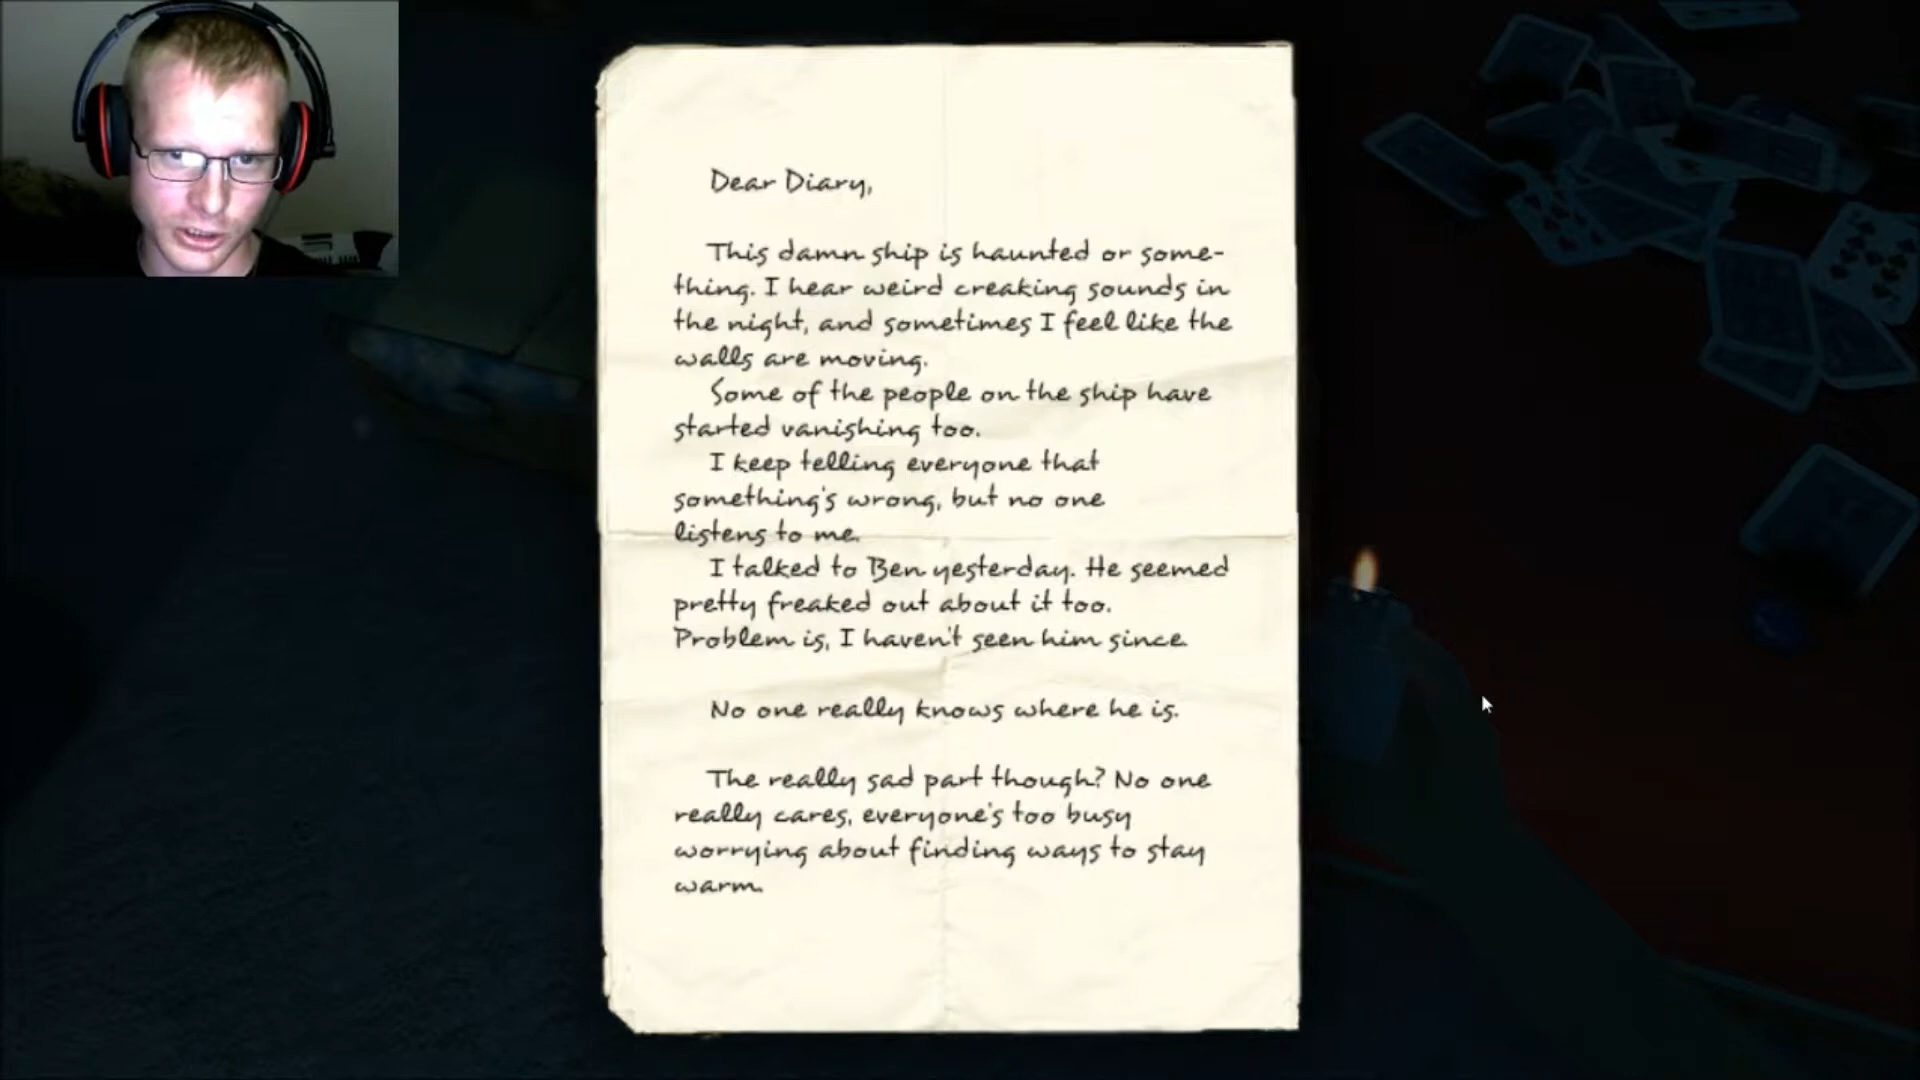 Dear Diary,
This damn ship is haunted or some-
thing. I hear weird creaking sounds in
the night, and sometimes I feel like the
walls are moving.
Some of the people on the ship have
started vanishing too.
I keep telling everyone that
something's wrong, but no one
listens to me.
I talked to Ben yesterday. He seemed
pretty freaked out about it too.
Problem is, I haven't seen him since.
No one really knows where he is.
The really sad part though? No one
really cares, everyone's too busy
worrying about finding ways to stay
warm.